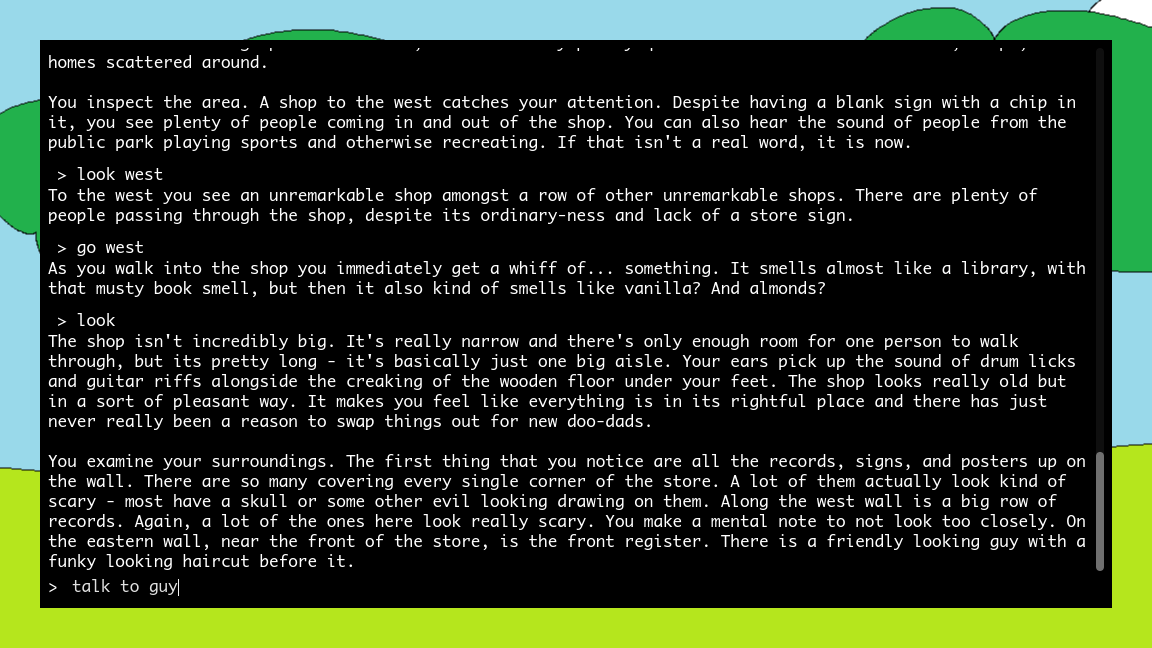 homes scattered around.
You inspect the area. A shop to the west catches your attention. Despite having a blank sign with a chip in
it, you see plenty of people coming in and out of the shop. You can also hear the sound of people from the
public park playing sports and otherwise recreating. If that isn't a real word, it is now.
> look west
To the west you see an unremarkable shop amongst a row of other unremarkable shops. There are plenty of
people passing through the shop, despite its ordinary-ness and lack of a store sign.
> go west
As you walk into the shop you immediately get a whiff of... something. It smells almost like a library, with
that musty book smell, but then it also kind of smells like vanilla? And almonds?
> look
The shop isn't incredibly big. It's really narrow and there's only enough room for one person to walk
through, but its pretty long - it's basically just one big aisle. Your ears pick up the sound of drum licks
and guitar riffs alongside the creaking of the wooden floor under your feet. The shop looks really old but
in a sort of pleasant way. It makes you feel like everything is in its rightful place and there has just
never really been a reason to swap things out for new doo-dads.
You examine your surroundings. The first thing that you notice are all the records, signs, and posters up on
the wall. There are so many covering every single corner of the store. A lot of them actually look kind of
scary - most have a skull or some other evil looking drawing on them. Along the west wall is a big row of
records. Again, a lot of the ones here look really scary. You make a mental note to not look too closely. On
the eastern wall, near the front of the store, is the front register. There is a friendly looking guy with a
funky looking haircut before it.
> talk to guy